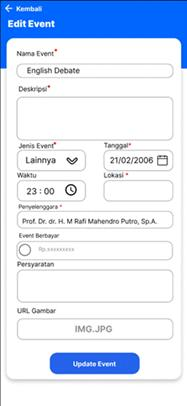 ← Kembali
Edit Event
Nama Event*
English Debate
Deskripsi*
Jenis Event* Tanggal*
Lainnya 21/02/2006
Waktu Lokasi *
23 : 00
Penyelenggara *
Prof. Dr. dr. H. M Rafi Mahendro Putro, Sp.A.
Event Berbayar
Rp.xxxxxxxxx
Persyaratan
URL Gambar
IMG.JPG
Update Event